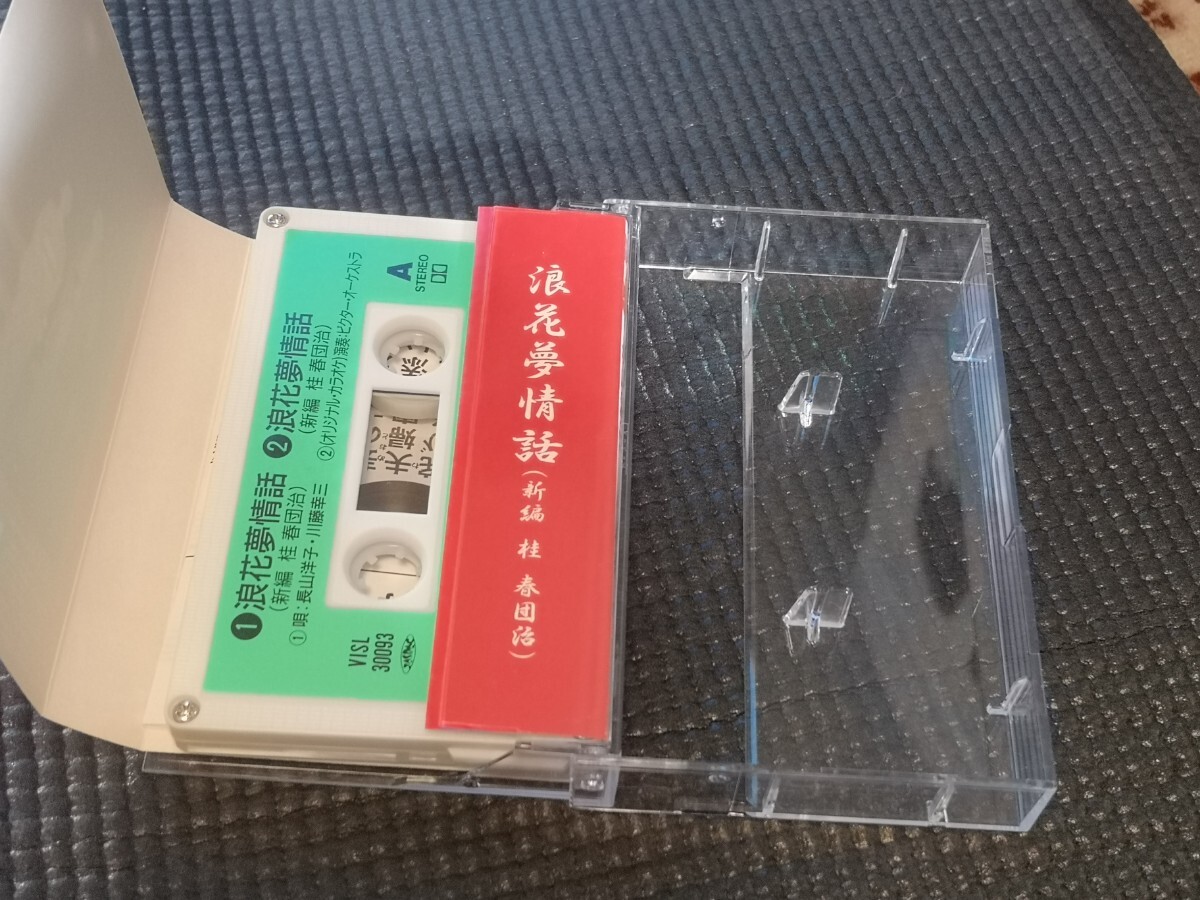 ❶浪花夢情話
(新編 桂 春団治)
①唄:長山洋子・川藤幸三
❷浪花夢情話
(新編 桂 春団治)
②(オリジナル・カラオケ)演奏:ビクター・オーケストラ
A
STEREO
VISL
30093
浪花夢情話(新編 桂 春団治)
添
夫婦